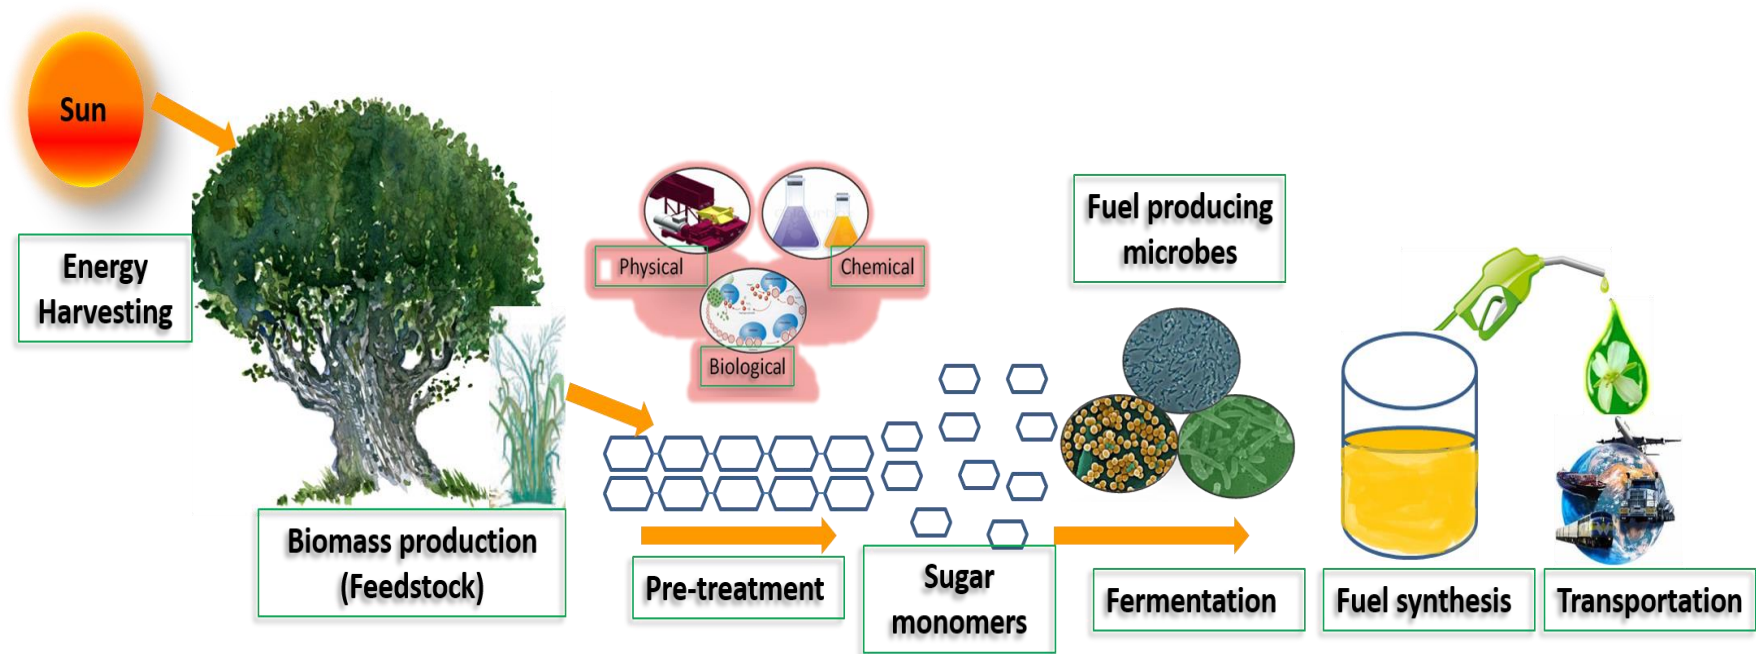 Sun
Energy
Harvesting
Biomass production
(Feedstock)
Physical
Chemical
Biological
Pre-treatment
Sugar
monomers
Fuel producing
microbes
Fermentation
Fuel synthesis
Transportation